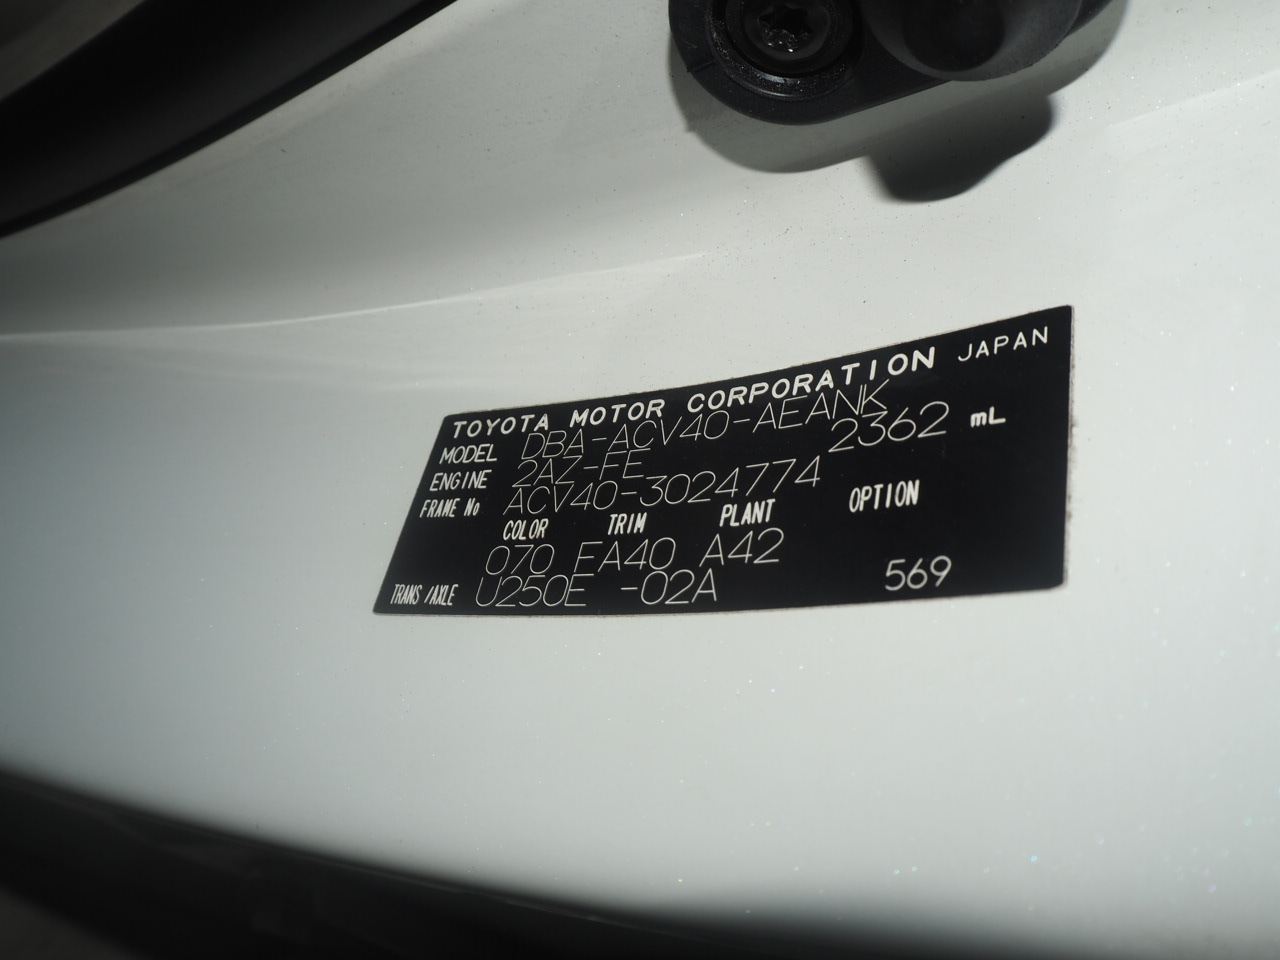 TOYOTA MOTOR CORPORATION JAPAN
MODEL DBA-ACV40-AEANK
ENGINE 2AZ-FE 2362 mL
FRAME No ACV40-3024774
COLOR TRIM PLANT OPTION
070 FA40 A42
TRANS/AXLE U250E -02A 569